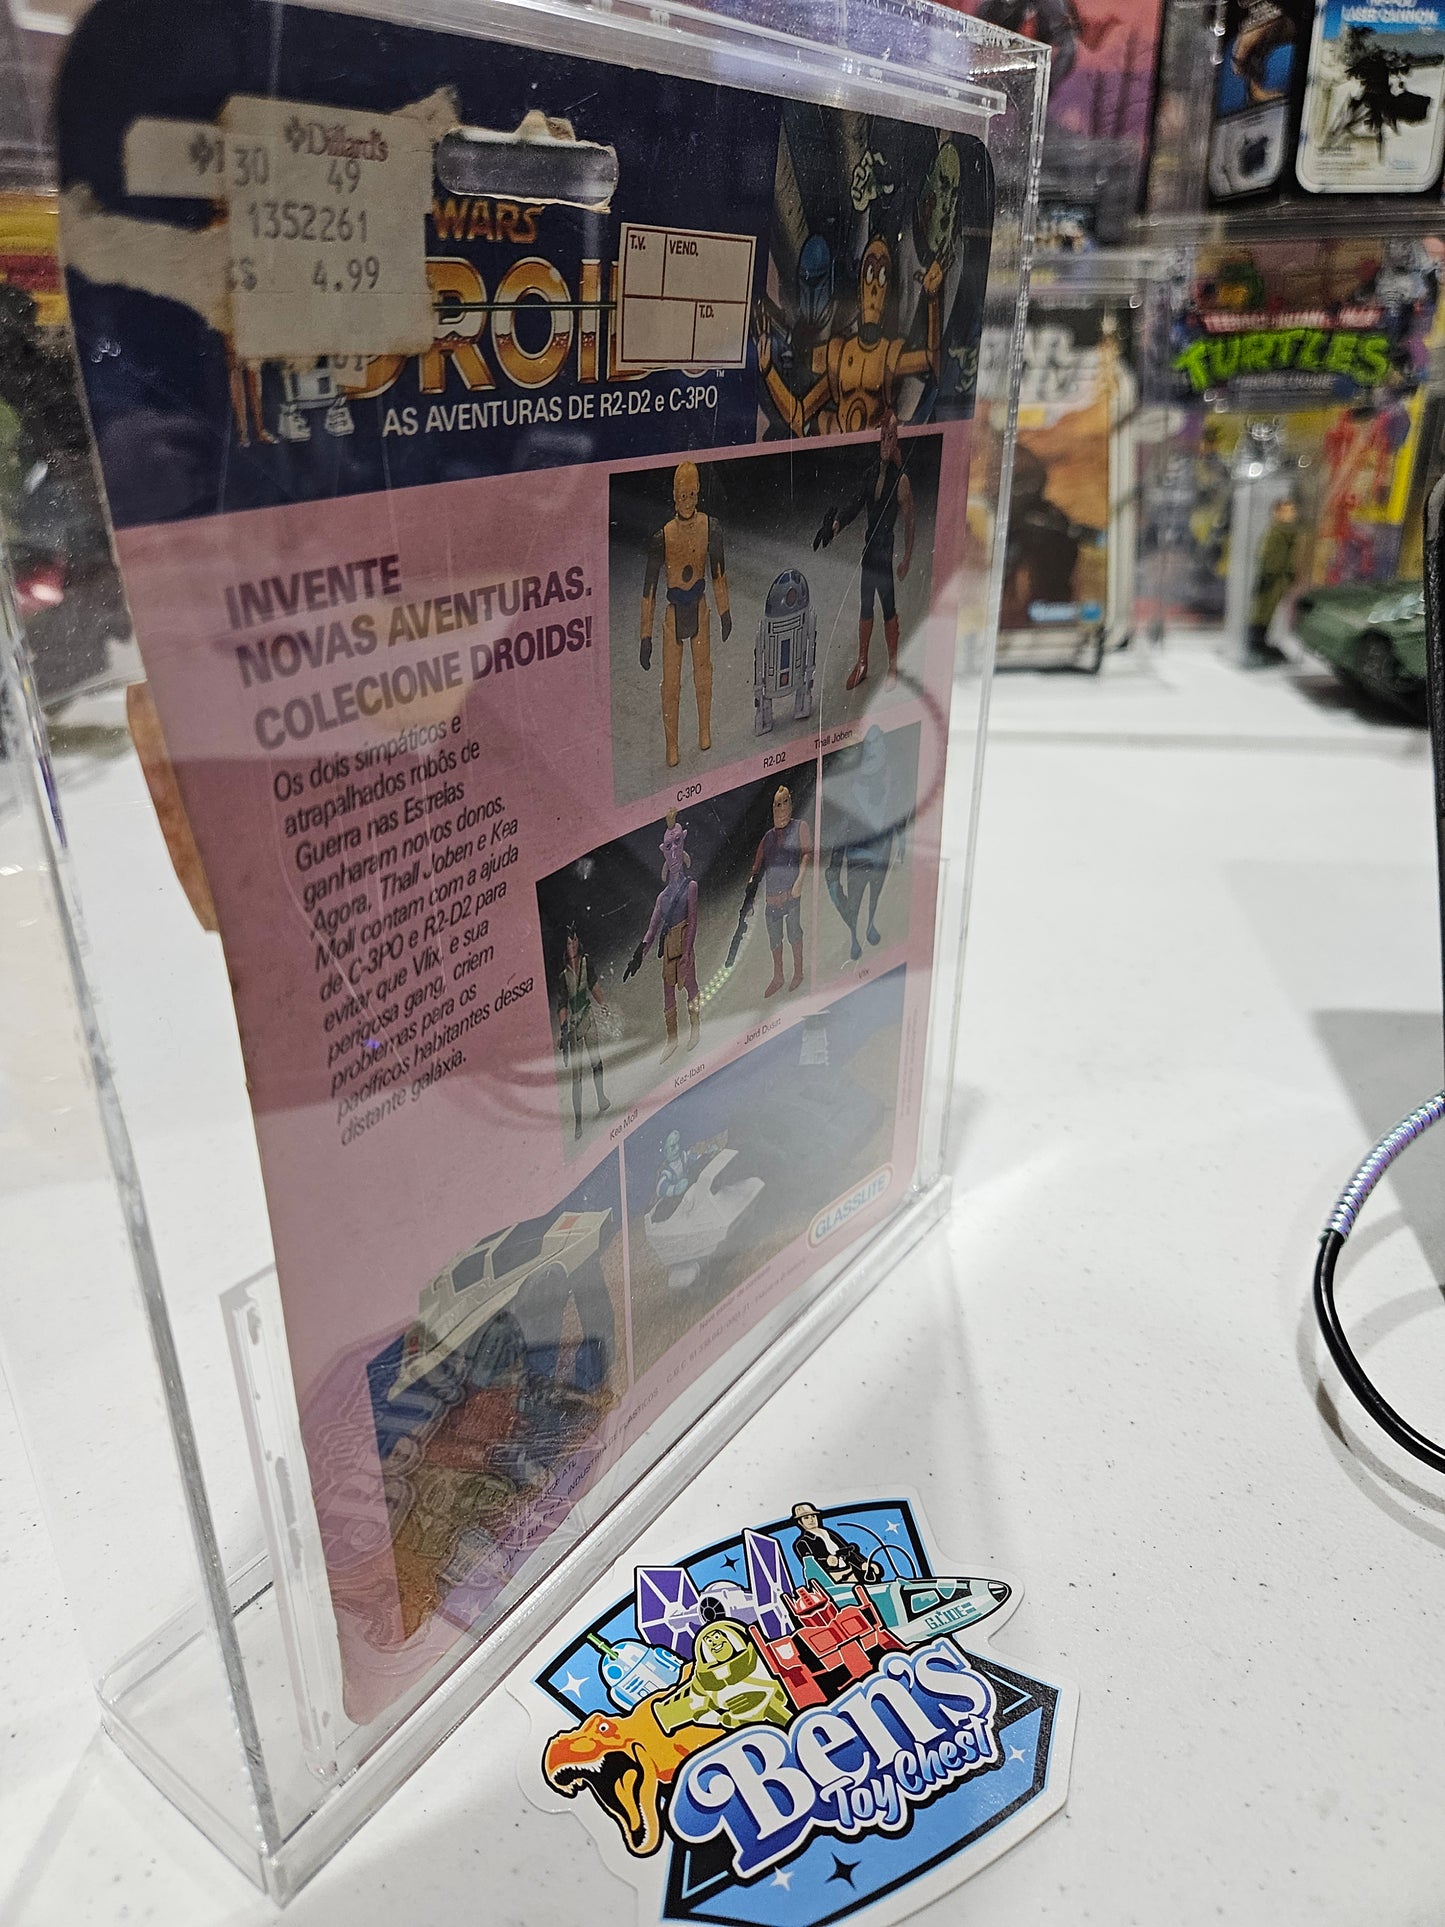 Dillard's
30 49
1352261
4.99
WARS
T.V. VEND.
T.D.
AS AVENTURAS DE R2-D2 e C-3PO
INVENTE
NOVAS AVENTURAS.
COLECIONE DROIDS!
Os dois simpáticos e
atrapalhados robôs de
Guerra nas Estrelas
ganharam novos donos.
Agora, Thall Joben e Kea
Moll contam com a ajuda
de C-3PO e R2-D2 para
evitar que Vlix, e sua
perigosa gang, criem
problemas para os
pacíficos habitantes dessa
distante galáxia.
C-3PO
R2-D2
Thall Joben
Kea Moll
Kez-Iban
Jord Dusat
Vlix
GLASSLITE
TURTLES
G.I.JOE
Ben's
Toy Chest